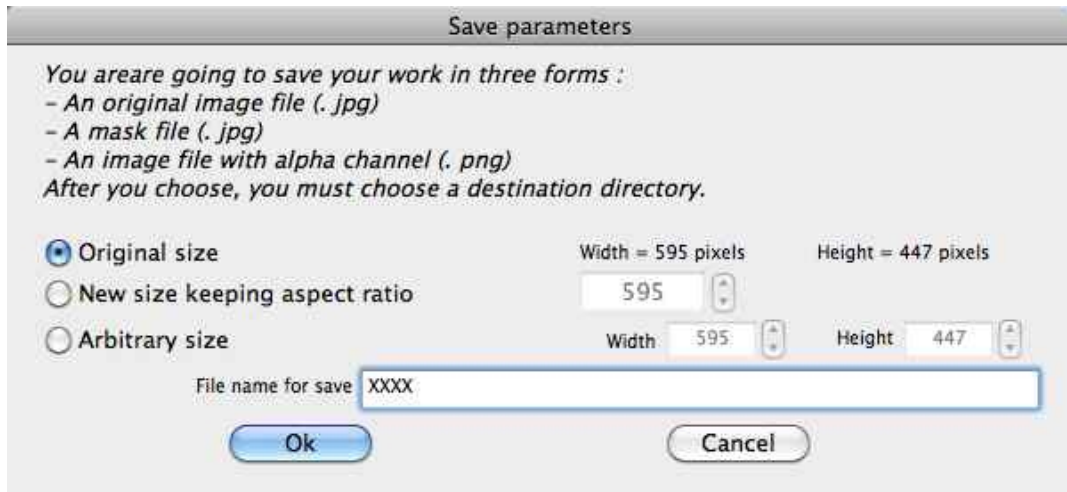 Save parameters
You areare going to save your work in three forms :
- An original image file (. jpg)
- A mask file (. jpg)
- An image file with alpha channel (. png)
After you choose, you must choose a destination directory.
Original size Width = 595 pixels Height = 447 pixels
New size keeping aspect ratio 595
Arbitrary size Width 595 Height 447
File name for save XXXX
Ok Cancel